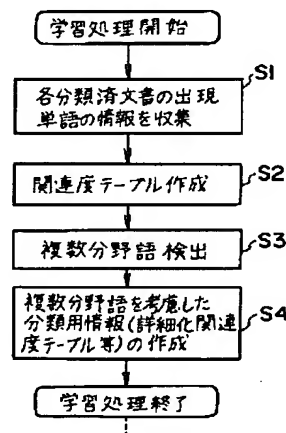 学習処理開始
S1
各分類済文書の出現
単語の情報を収集
S2
関連度テーブル作成
S3
複数分野語検出
S4
複数分野語を考慮した
分類用情報(詳細化関連
度テーブル等)の作成
学習処理終了